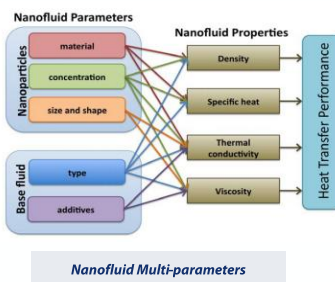 Nanofluid Parameters
Nanofluid Properties
Nanoparticles
material
concentration
size and shape
Base fluid
type
additives
Density
Specific heat
Thermal
conductivity
Viscosity
Heat Transfer Performance
Nanofluid Multi-parameters